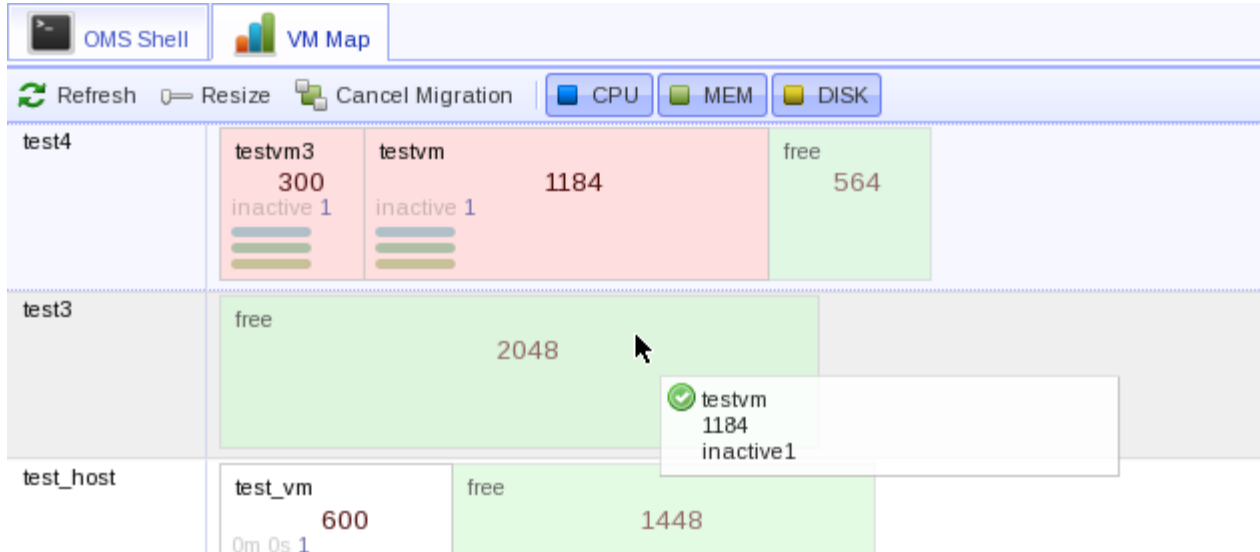 OMS Shell VM Map
Refresh Resize Cancel Migration CPU MEM DISK
test4
testvm3 testvm free
300 1184 564
inactive 1 inactive 1
test3
free
2048
testvm
1184
inactive1
test_host
test_vm free
600 1448
0m 0s 1